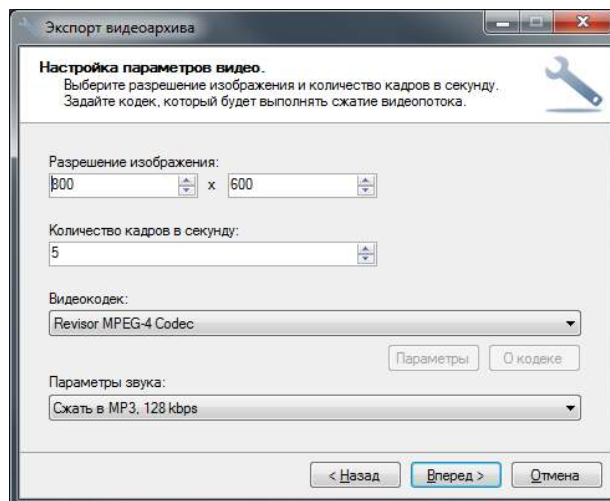 Экспорт видеоархива
Настройка параметров видео.
Выберите разрешение изображения и количество кадров в секунду.
Задайте кодек, который будет выполнять сжатие видеопотока.
Разрешение изображения:
800 x 600
Количество кадров в секунду:
5
Видеокодек:
Revisor MPEG-4 Codec
Параметры О кодеке
Параметры звука:
Сжать в MP3, 128 kbps
< Назад Вперед > Отмена